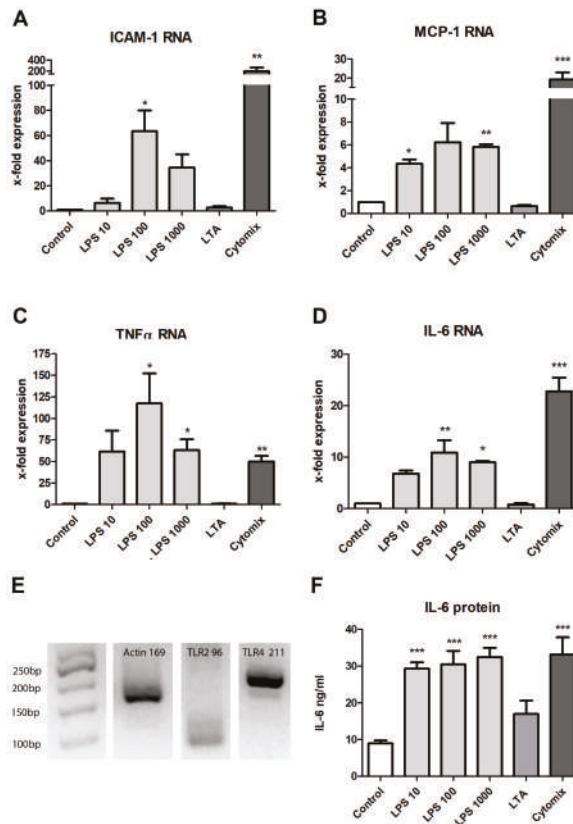 A
ICAM-1 RNA
x-fold expression
400
200
100
80
60
40
20
0
Control
LPS 10
LPS 100
LPS 1000
LTA
Cytomix
*
**
B
MCP-1 RNA
x-fold expression
30
20
10
8
6
4
2
0
Control
LPS 10
LPS 100
LPS 1000
LTA
Cytomix
*
**
***
C
TNFα RNA
x-fold expression
175
150
125
100
75
50
25
0
Control
LPS 10
LPS 100
LPS 1000
LTA
Cytomix
*
*
**
D
IL-6 RNA
x-fold expression
30
20
10
0
Control
LPS 10
LPS 100
LPS 1000
LTA
Cytomix
**
*
***
E
Actin 169
TLR2 96
TLR4 211
250bp
200bp
150bp
100bp
F
IL-6 protein
IL-6 ng/ml
40
30
20
10
0
Control
LPS 10
LPS 100
LPS 1000
LTA
Cytomix
***
***
***
***